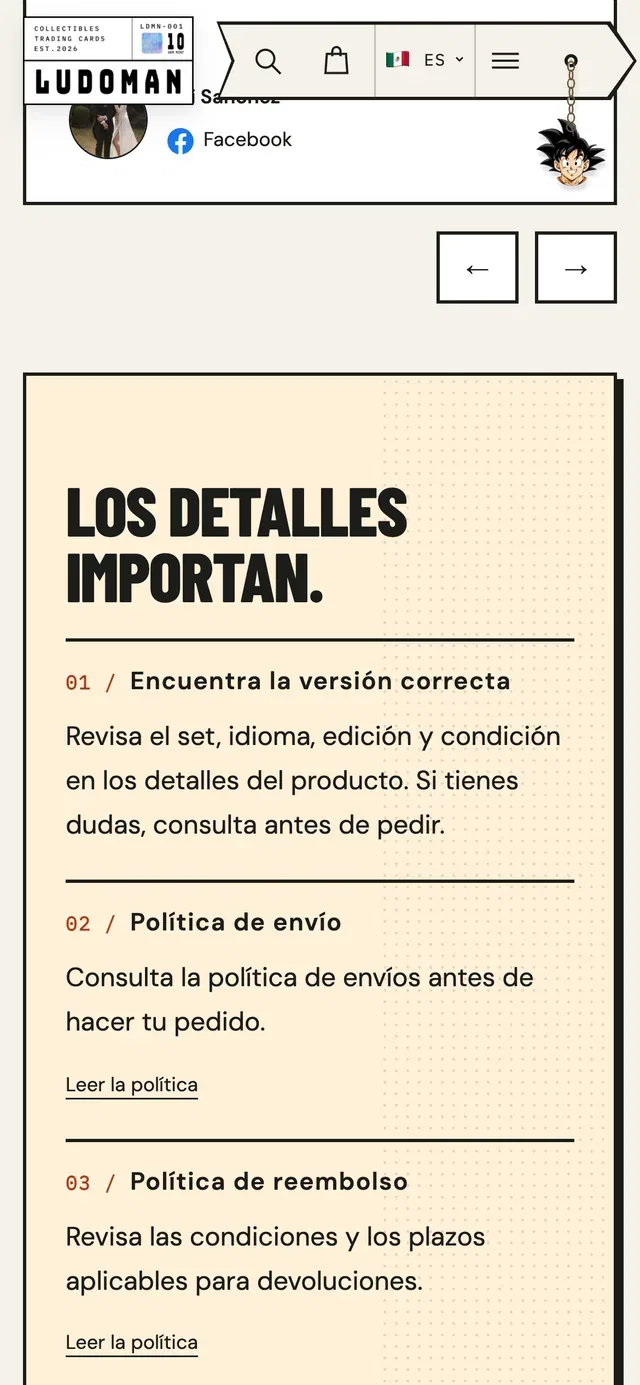 COLLECTIBLES
TRADING CARDS
EST.2026
LDMN-001
10
GEM MINT
LUDOMAN
ES
Facebook
←
→
LOS DETALLES
IMPORTAN.
01 / Encuentra la versión correcta
Revisa el set, idioma, edición y condición
en los detalles del producto. Si tienes
dudas, consulta antes de pedir.
02 / Política de envío
Consulta la política de envíos antes de
hacer tu pedido.
Leer la política
03 / Política de reembolso
Revisa las condiciones y los plazos
aplicables para devoluciones.
Leer la política